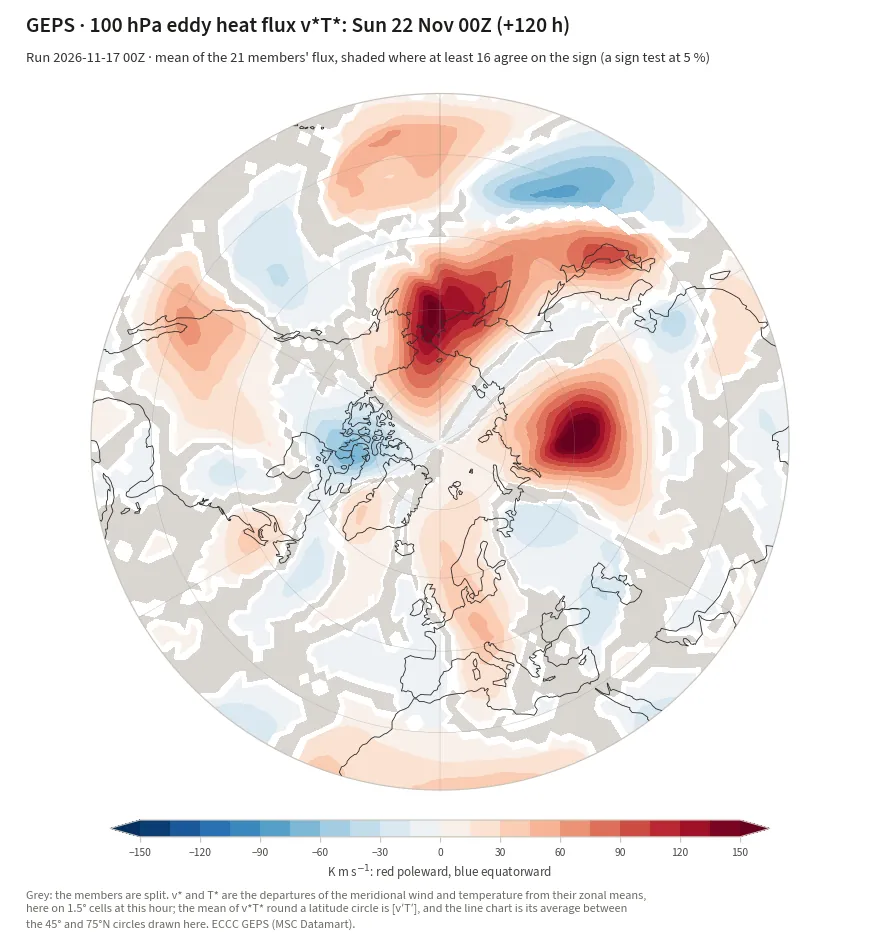 GEPS · 100 hPa eddy heat flux v*T*: Sun 22 Nov 00Z (+120 h)
Run 2026-11-17 00Z · mean of the 21 members' flux, shaded where at least 16 agree on the sign (a sign test at 5 %)
−150 −120 −90 −60 −30 0 30 60 90 120 150
K m s⁻¹: red poleward, blue equatorward
Grey: the members are split. v* and T* are the departures of the meridional wind and temperature from their zonal means,
here on 1.5° cells at this hour; the mean of v*T* round a latitude circle is [v′T′], and the line chart is its average between
the 45° and 75°N circles drawn here. ECCC GEPS (MSC Datamart).